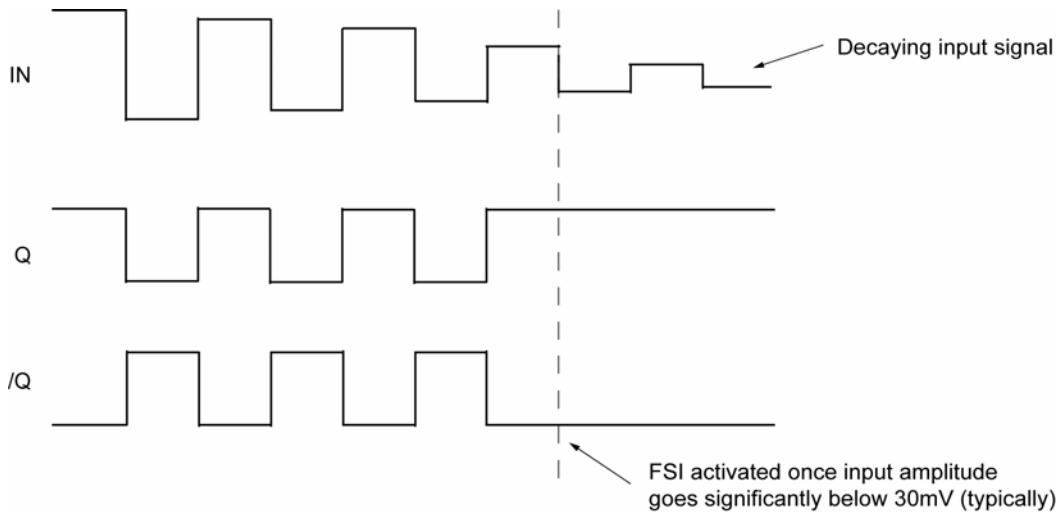 IN
Decaying input signal
Q
/Q
FSI activated once input amplitude
goes significantly below 30mV (typically)